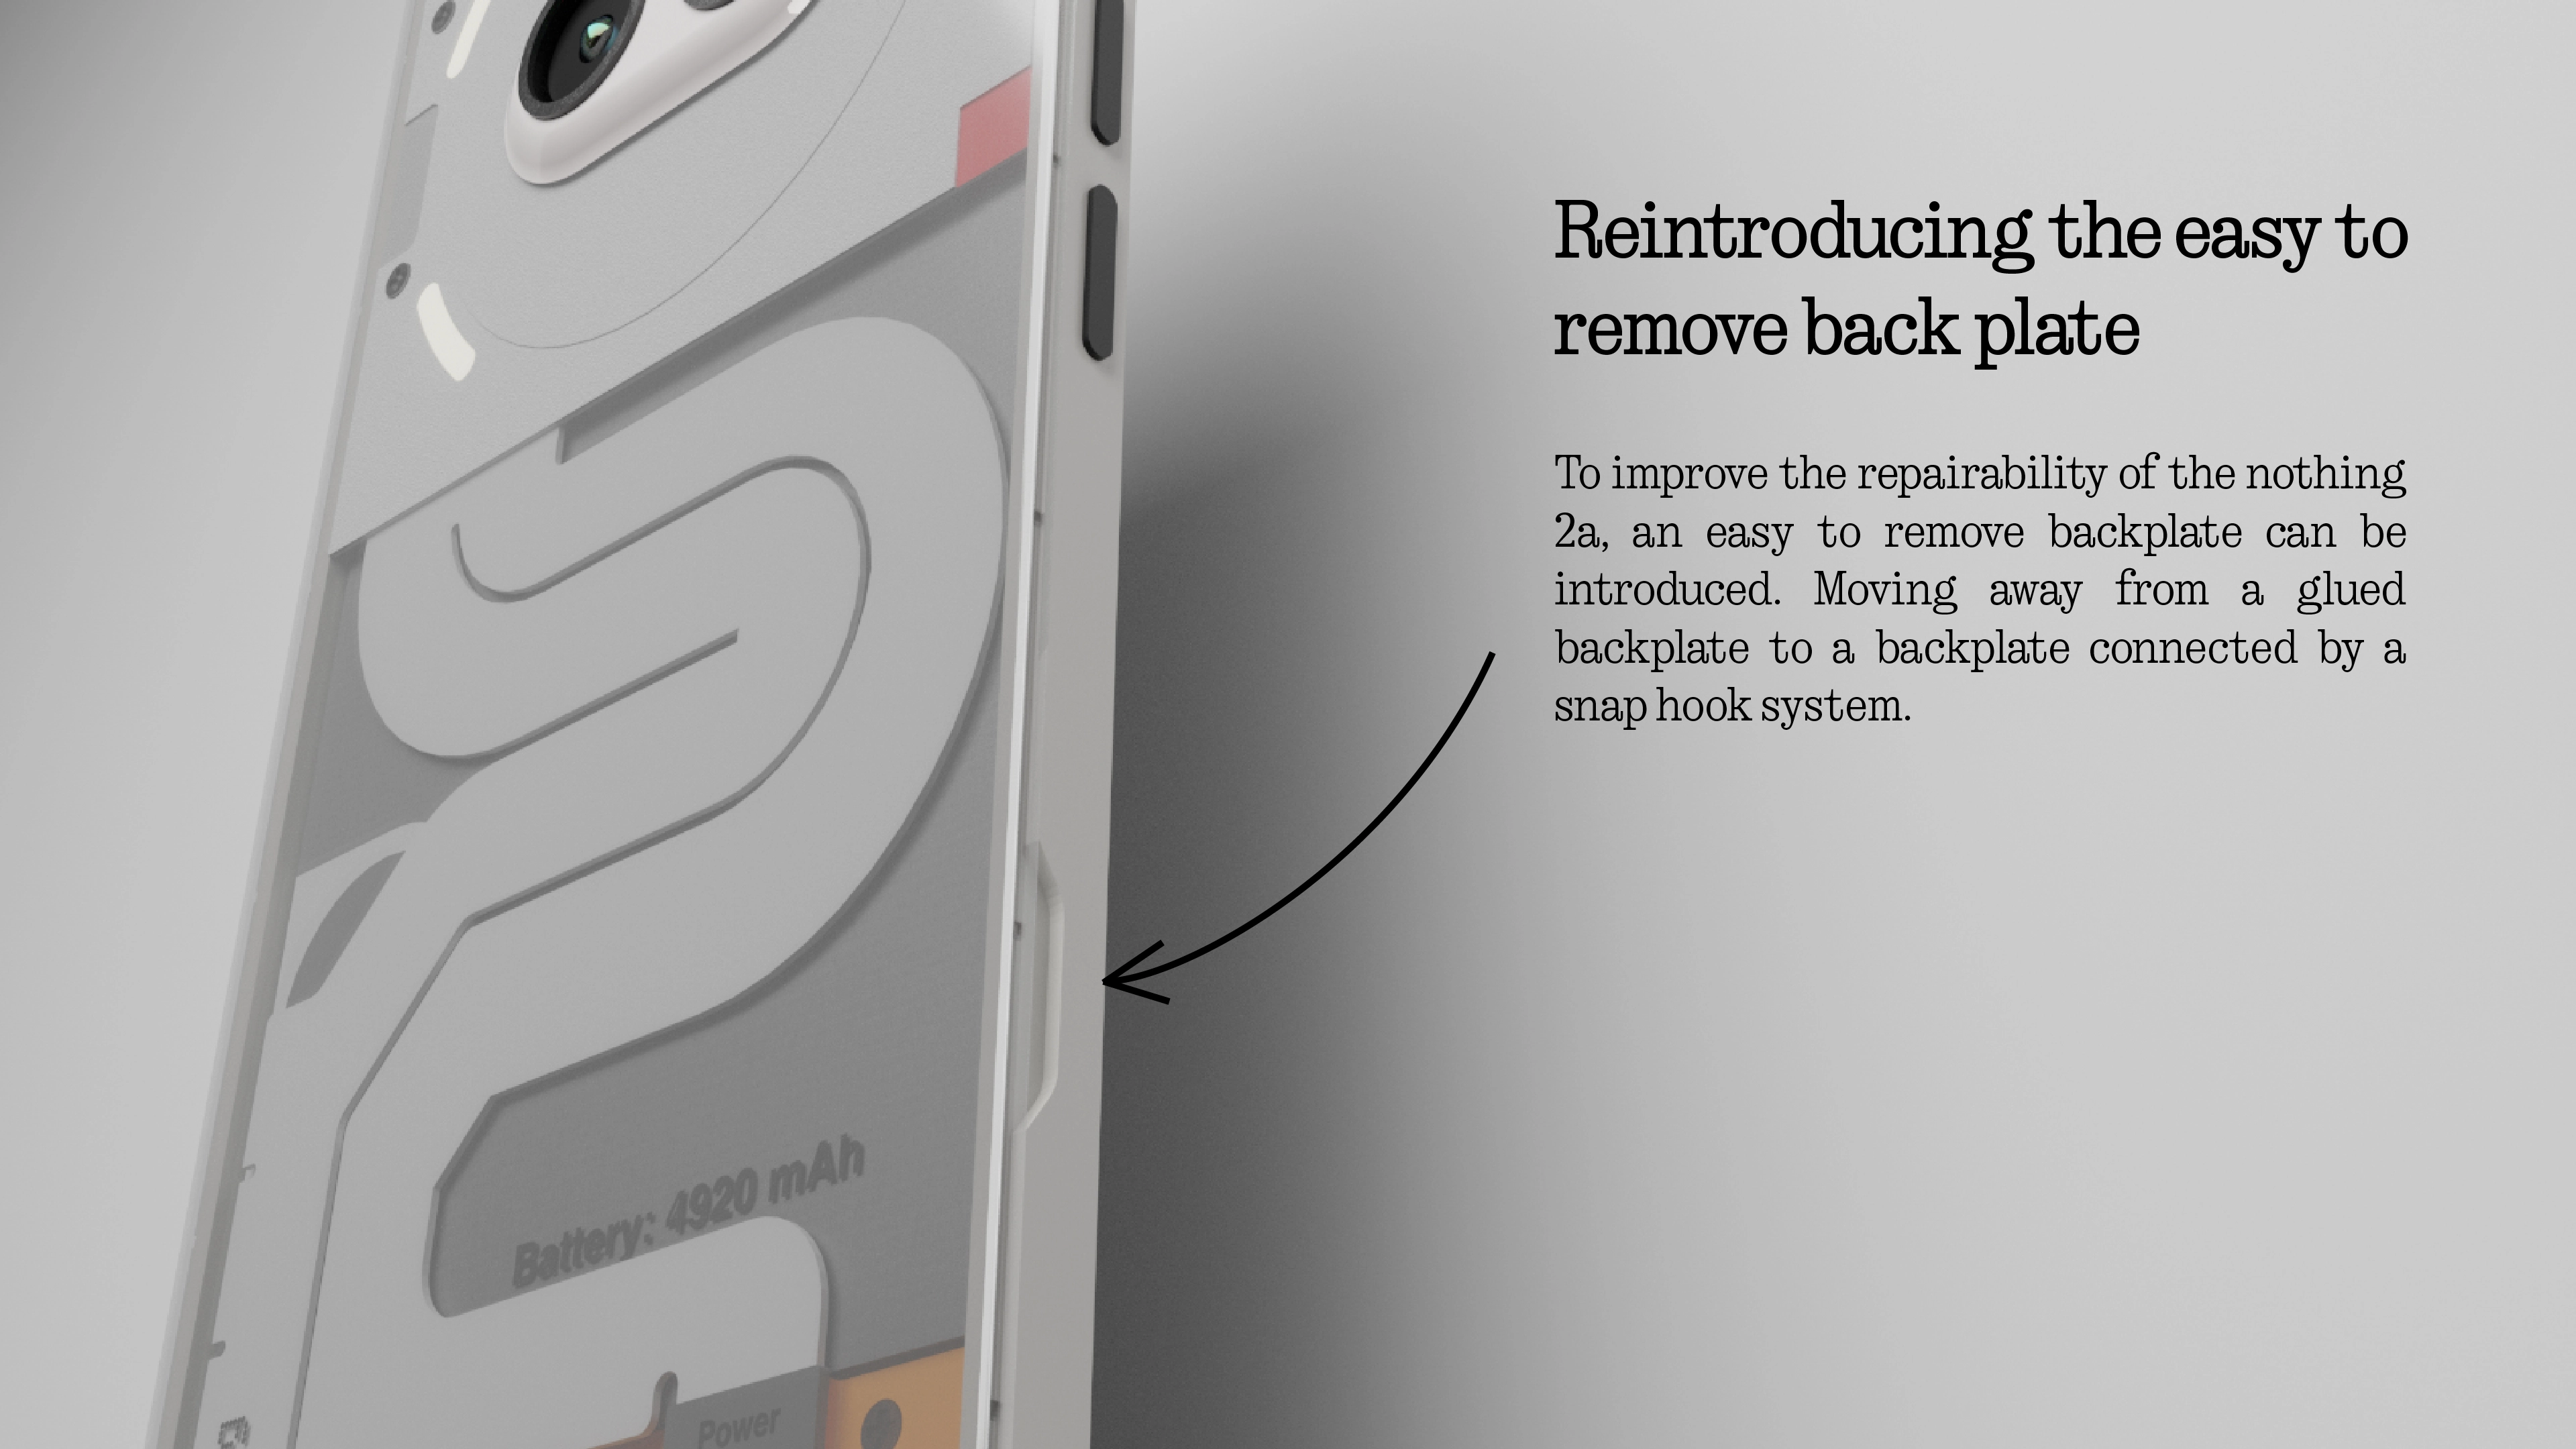 Reintroducing the easy to
remove back plate
To improve the repairability of the nothing
2a, an easy to remove backplate can be
introduced. Moving away from a glued
backplate to a backplate connected by a
snap hook system.
Battery: 4920 mAh
Power